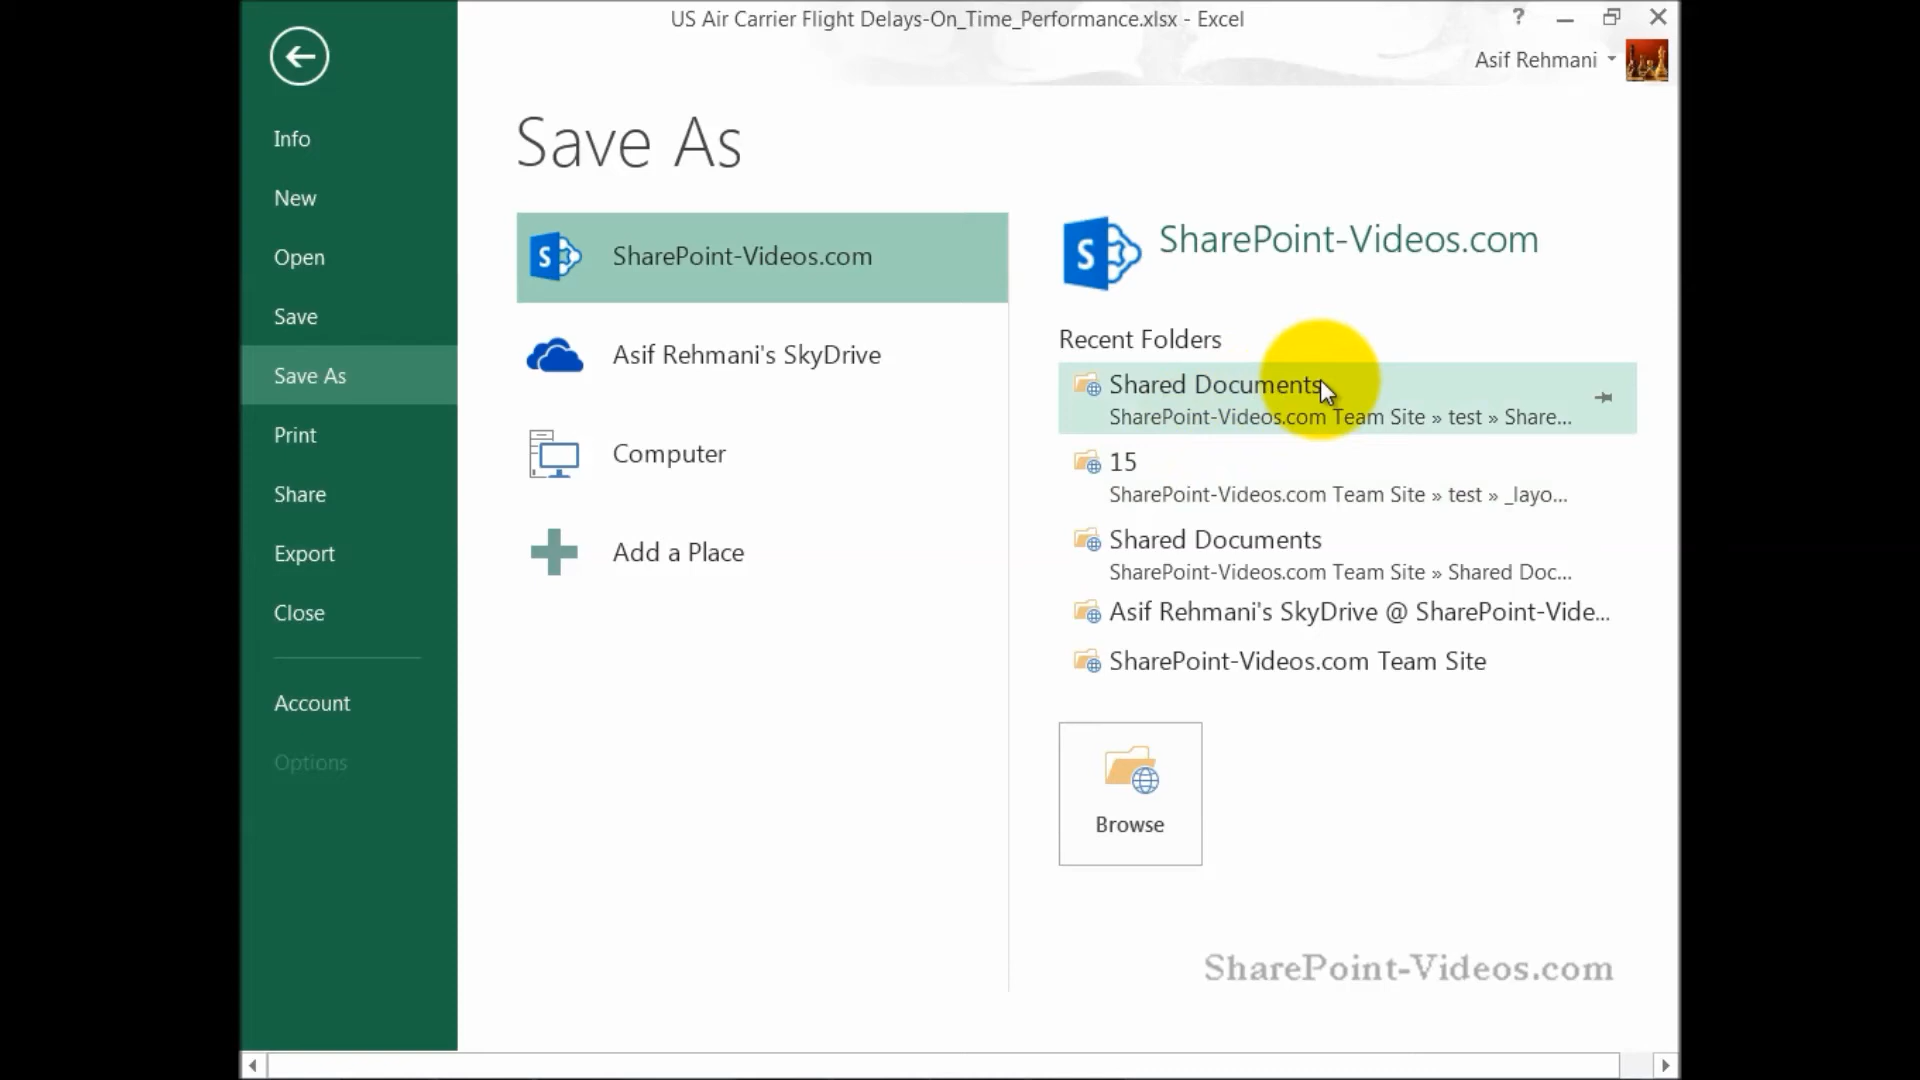 US Air Carrier Flight Delays-On_Time_Performance.xlsx - Excel
?
Asif Rehmani
Info
New
Open
Save
Save As
Print
Share
Export
Close
Account
Options
Save As
SharePoint-Videos.com
Asif Rehmani's SkyDrive
Computer
Add a Place
SharePoint-Videos.com
Recent Folders
Shared Documents
SharePoint-Videos.com Team Site » test » Share...
15
SharePoint-Videos.com Team Site » test » _layo...
Shared Documents
SharePoint-Videos.com Team Site » Shared Doc...
Asif Rehmani's SkyDrive @ SharePoint-Vide...
SharePoint-Videos.com Team Site
Browse
SharePoint-Videos.com